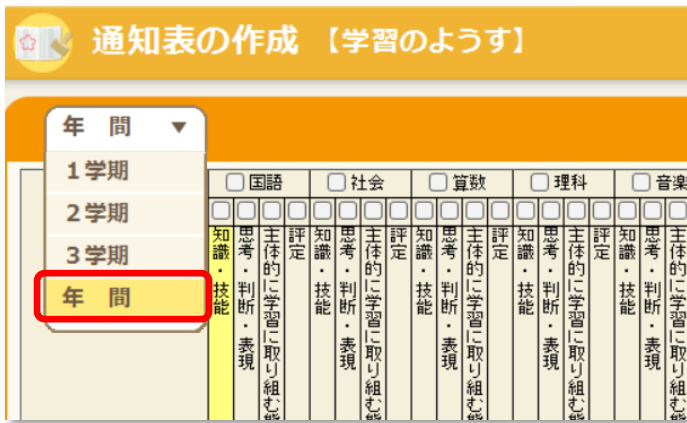 通知表の作成 【学習のようす】
年 間 ▼
1学期
2学期
3学期
年 間
国語 社会 算数 理科 音楽
知識・技能
思考・判断・表現
主体的に学習に取り組む
評定
知識・技能
思考・判断・表現
主体的に学習に取り組む
評定
知識・技能
思考・判断・表現
主体的に学習に取り組む
評定
知識・技能
思考・判断・表現
主体的に学習に取り組む
評定
知識・技能
思考・判断・表現
主体的に学習に取り組む